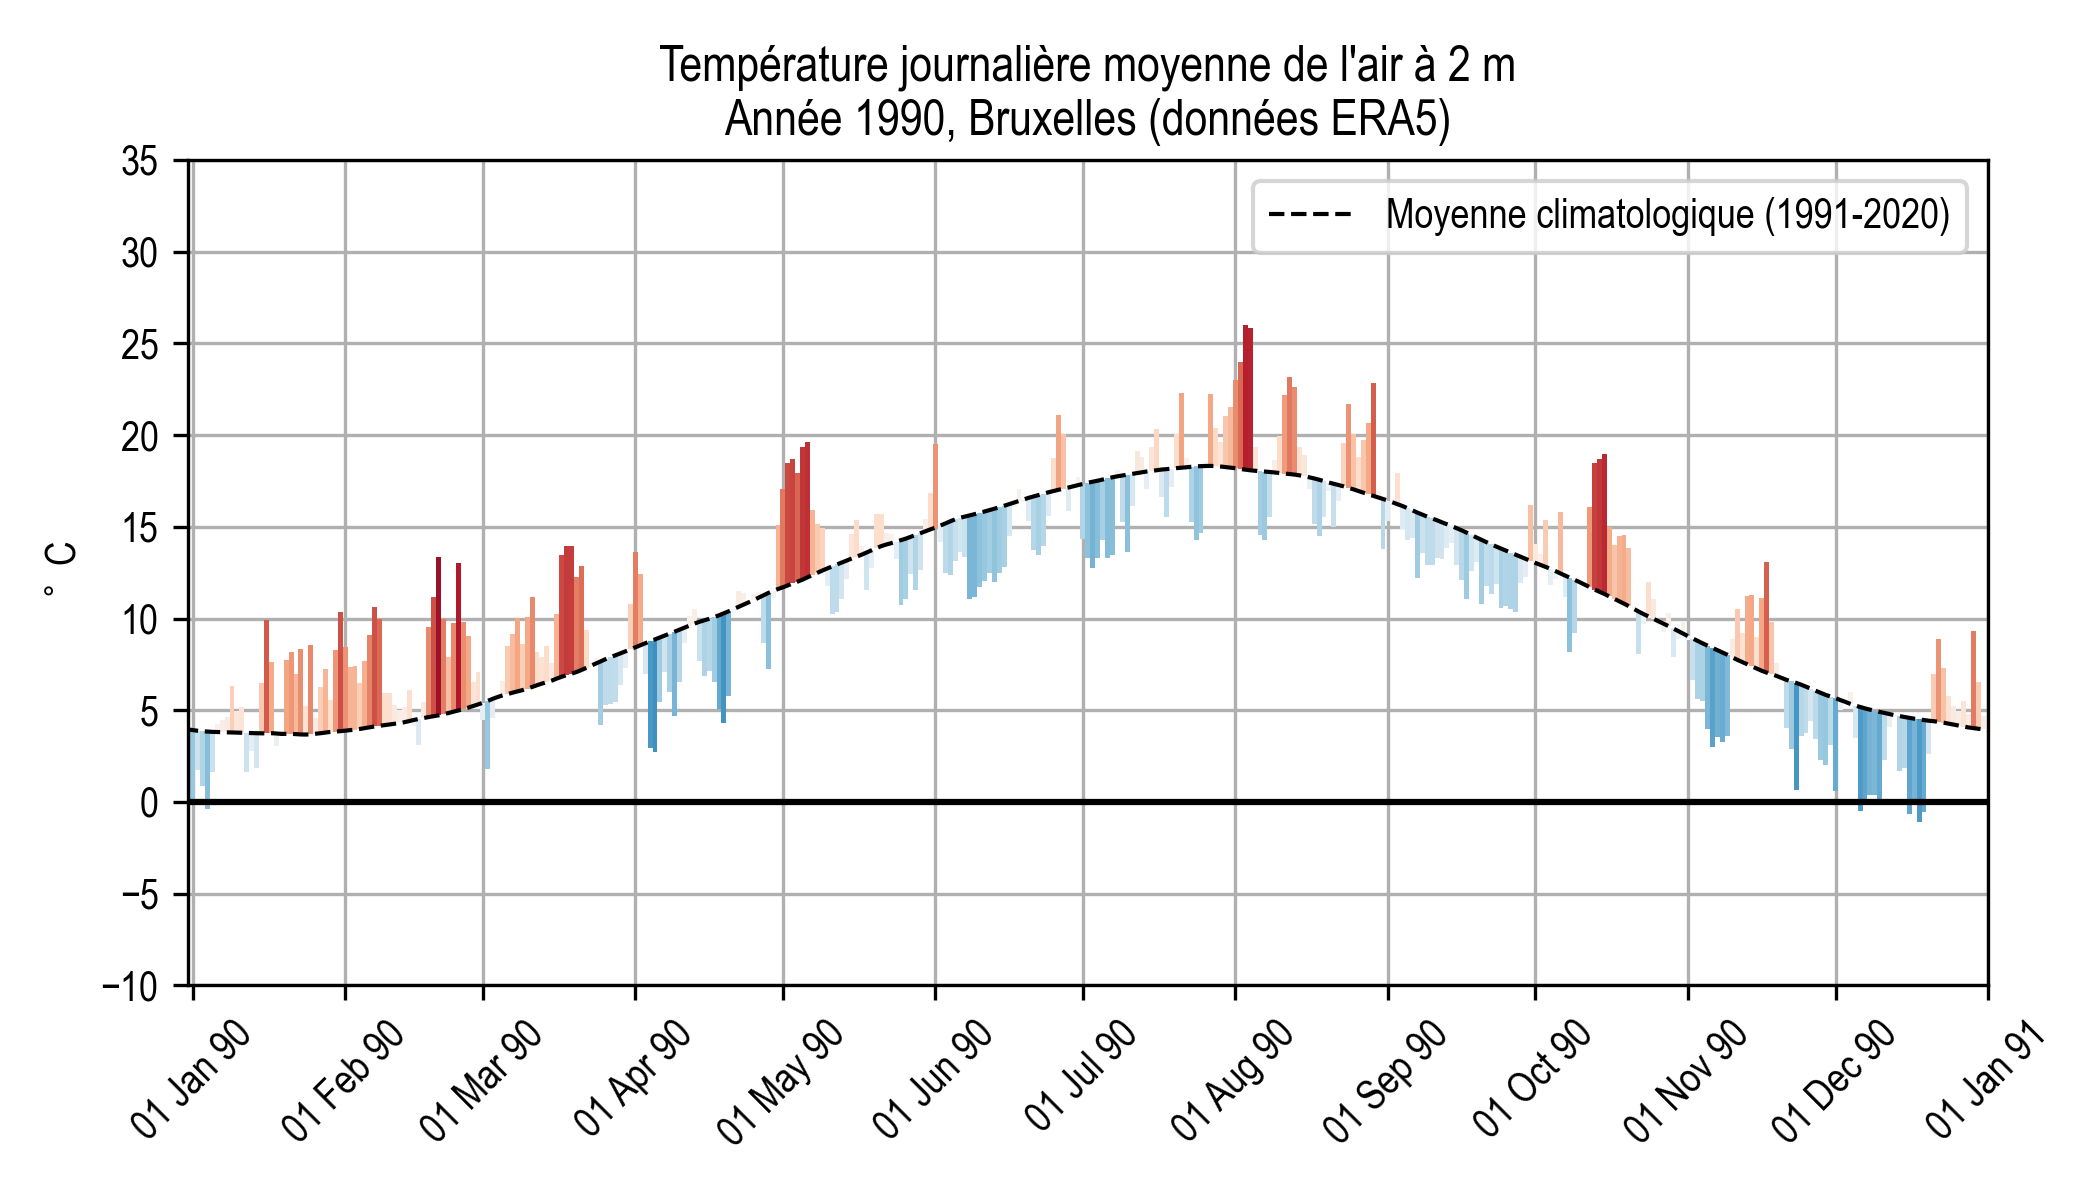 Température journalière moyenne de l'air à 2 m
Année 1990, Bruxelles (données ERA5)
Moyenne climatologique (1991-2020)
35
30
25
20
15
10
5
0
−5
−10
° C
01 Jan 90
01 Feb 90
01 Mar 90
01 Apr 90
01 May 90
01 Jun 90
01 Jul 90
01 Aug 90
01 Sep 90
01 Oct 90
01 Nov 90
01 Dec 90
01 Jan 91